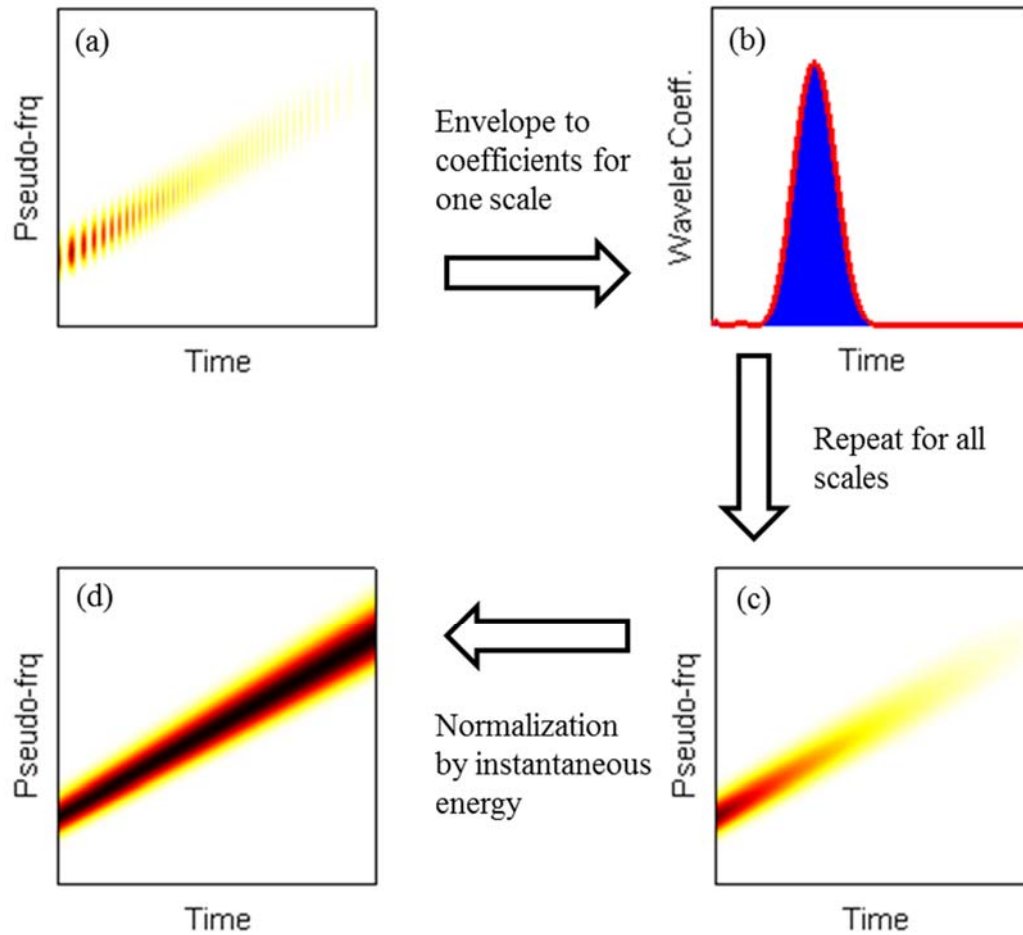 (a)
Pseudo-frq
Time
Envelope to
coefficients for
one scale
(b)
Wavelet Coeff.
Time
Repeat for all
scales
(c)
Pseudo-frq
Time
Normalization
by instantaneous
energy
(d)
Pseudo-frq
Time